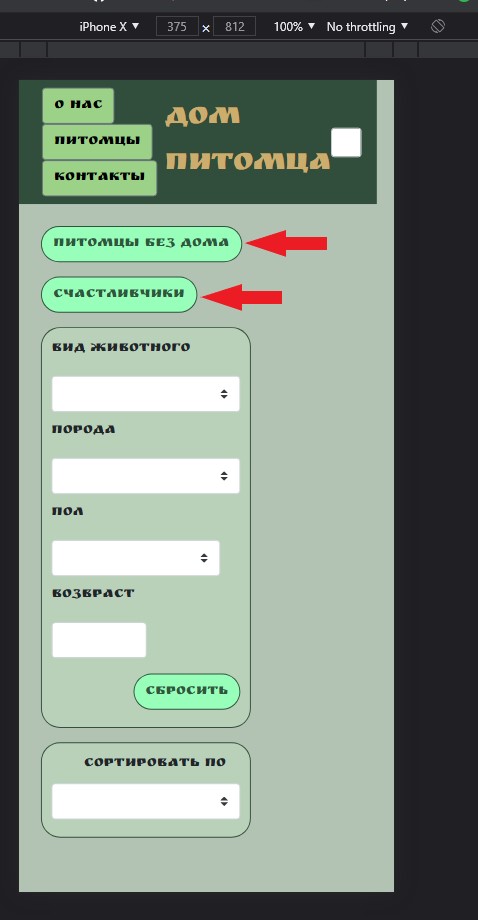 iPhone X ▼ 375 × 812 100% ▼ No throttling ▼
О НАС
ПИТОМЦЫ
КОНТАКТЫ
ДОМ
ПИТОМЦА
ПИТОМЦЫ БЕЗ ДОМА
СЧАСТЛИВЧИКИ
ВИД ЖИВОТНОГО
ПОРОДА
ПОЛ
ВОЗВРАСТ
СБРОСИТЬ
СОРТИРОВАТЬ ПО